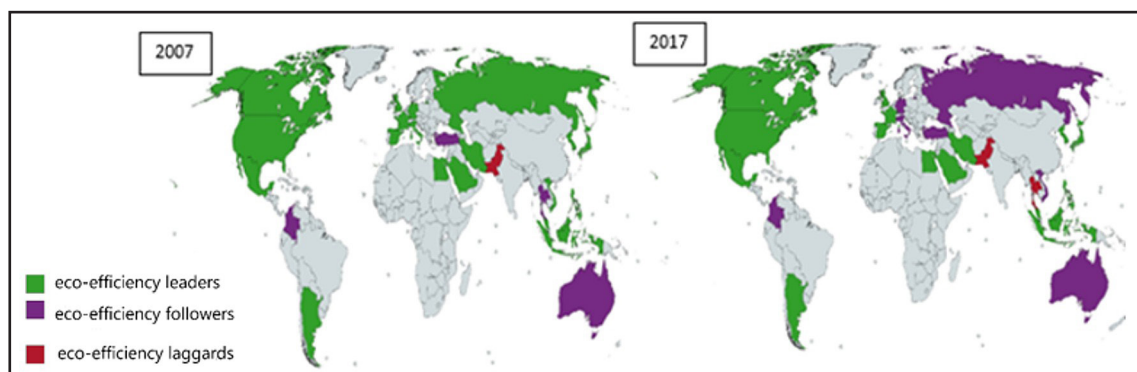 2007
2017
eco-efficiency leaders
eco-efficiency followers
eco-efficiency laggards